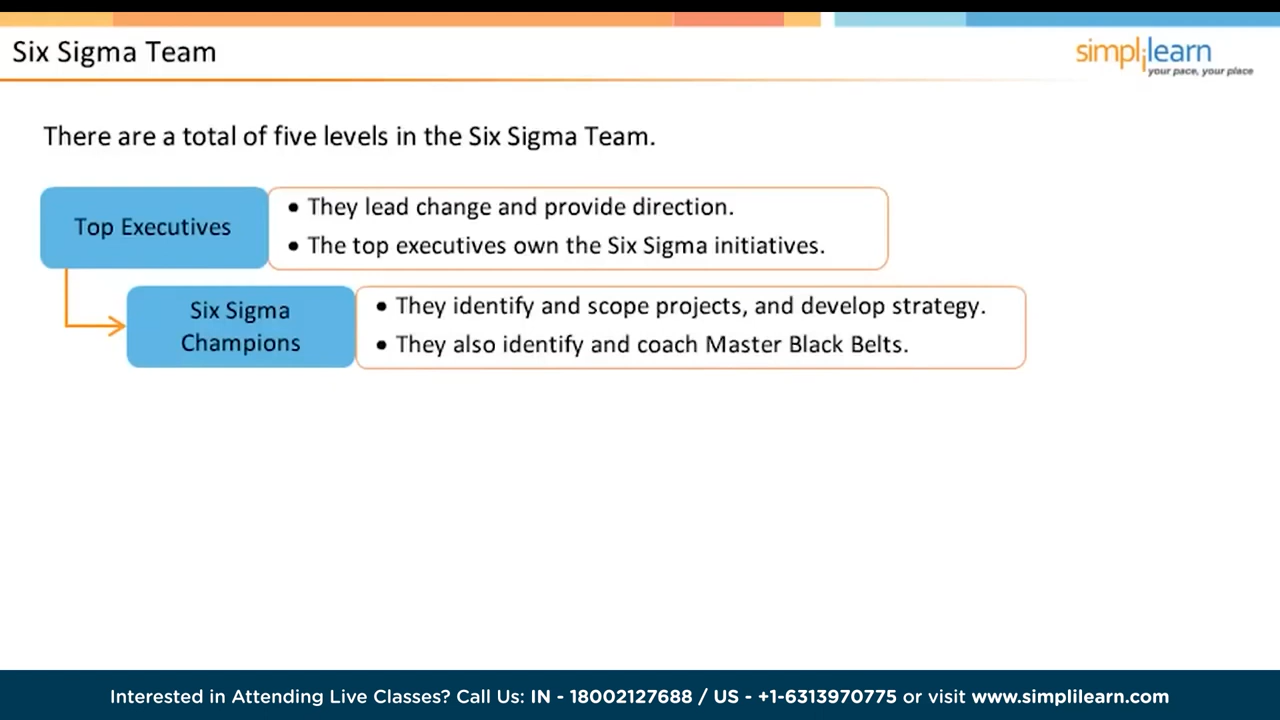 Six Sigma Team
simplilearn
your pace, your place
There are a total of five levels in the Six Sigma Team.
Top Executives
• They lead change and provide direction.
• The top executives own the Six Sigma initiatives.
Six Sigma
Champions
• They identify and scope projects, and develop strategy.
• They also identify and coach Master Black Belts.
Interested in Attending Live Classes? Call Us: IN - 18002127688 / US - +1-6313970775 or visit www.simplilearn.com